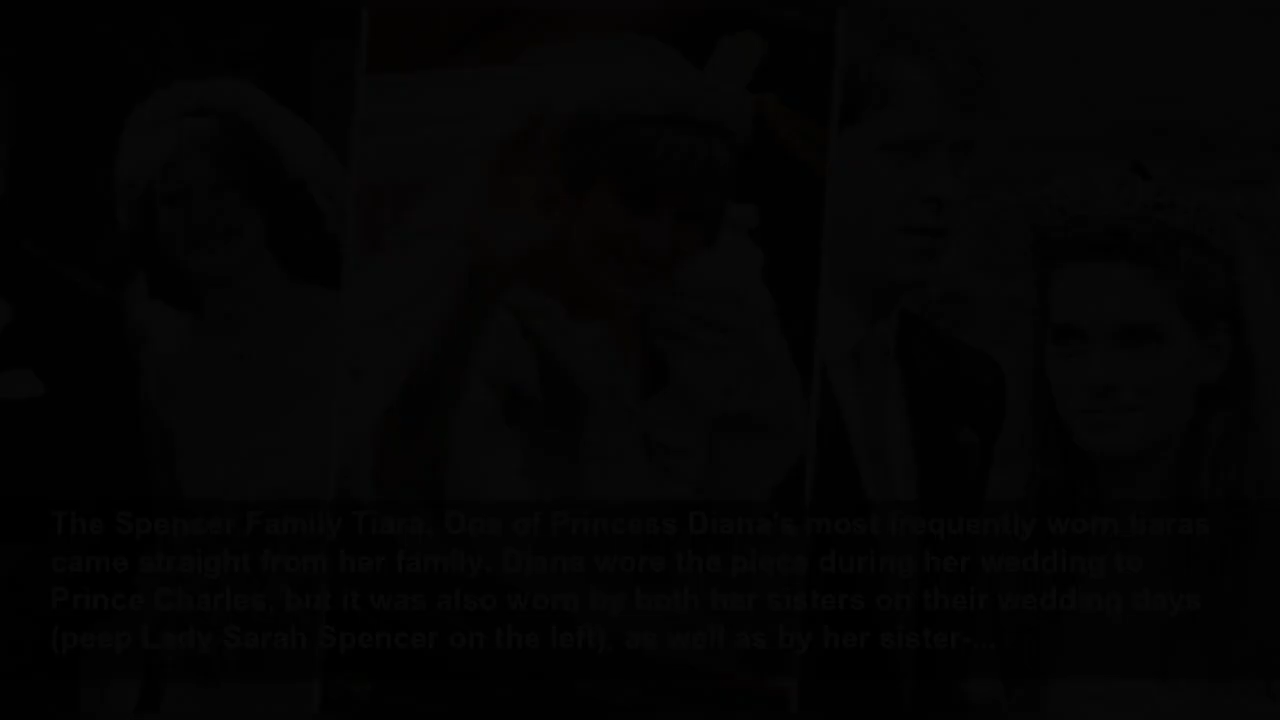 The Spencer Family Tiara. One of Princess Diana's most frequently worn tiaras
came straight from her family. Diana wore the piece during her wedding to
Prince Charles, but it was also worn by both her sisters on their wedding days
(peep Lady Sarah Spencer on the left), as well as by her sister-...